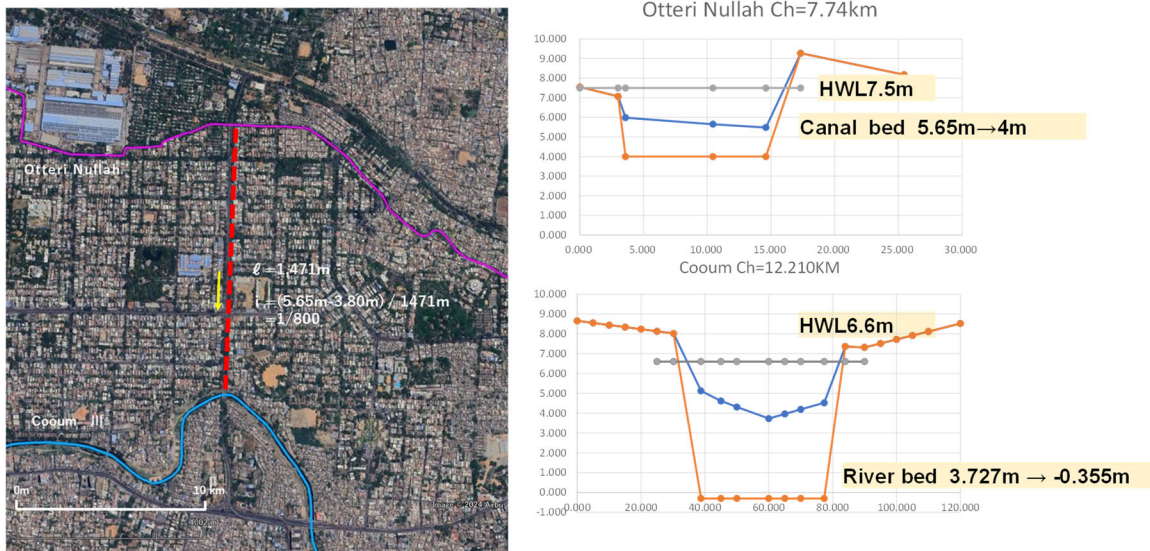 Otteri Nullah
ℓ=1,471m
i =(5.65m-3.80m) / 1471m
=1/800
Cooum
0m
10 km
1002 m
Otteri Nullah Ch=7.74km
10.000
9.000
8.000
7.000
6.000
5.000
4.000
3.000
2.000
1.000
0.000
HWL7.5m
Canal bed 5.65m→4m
0.000 5.000 10.000 15.000 20.000 25.000 30.000
Cooum Ch=12.210KM
10.000
9.000
8.000
7.000
6.000
5.000
4.000
3.000
2.000
1.000
0.000
-1.000
HWL6.6m
River bed 3.727m → -0.355m
0.000 20.000 40.000 60.000 80.000 100.000 120.000